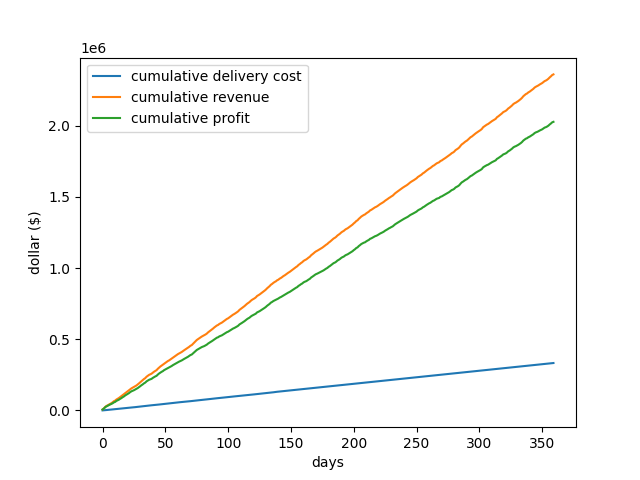 1e6
cumulative delivery cost
cumulative revenue
cumulative profit
2.0
1.5
1.0
0.5
0.0
dollar ($)
0 50 100 150 200 250 300 350
days